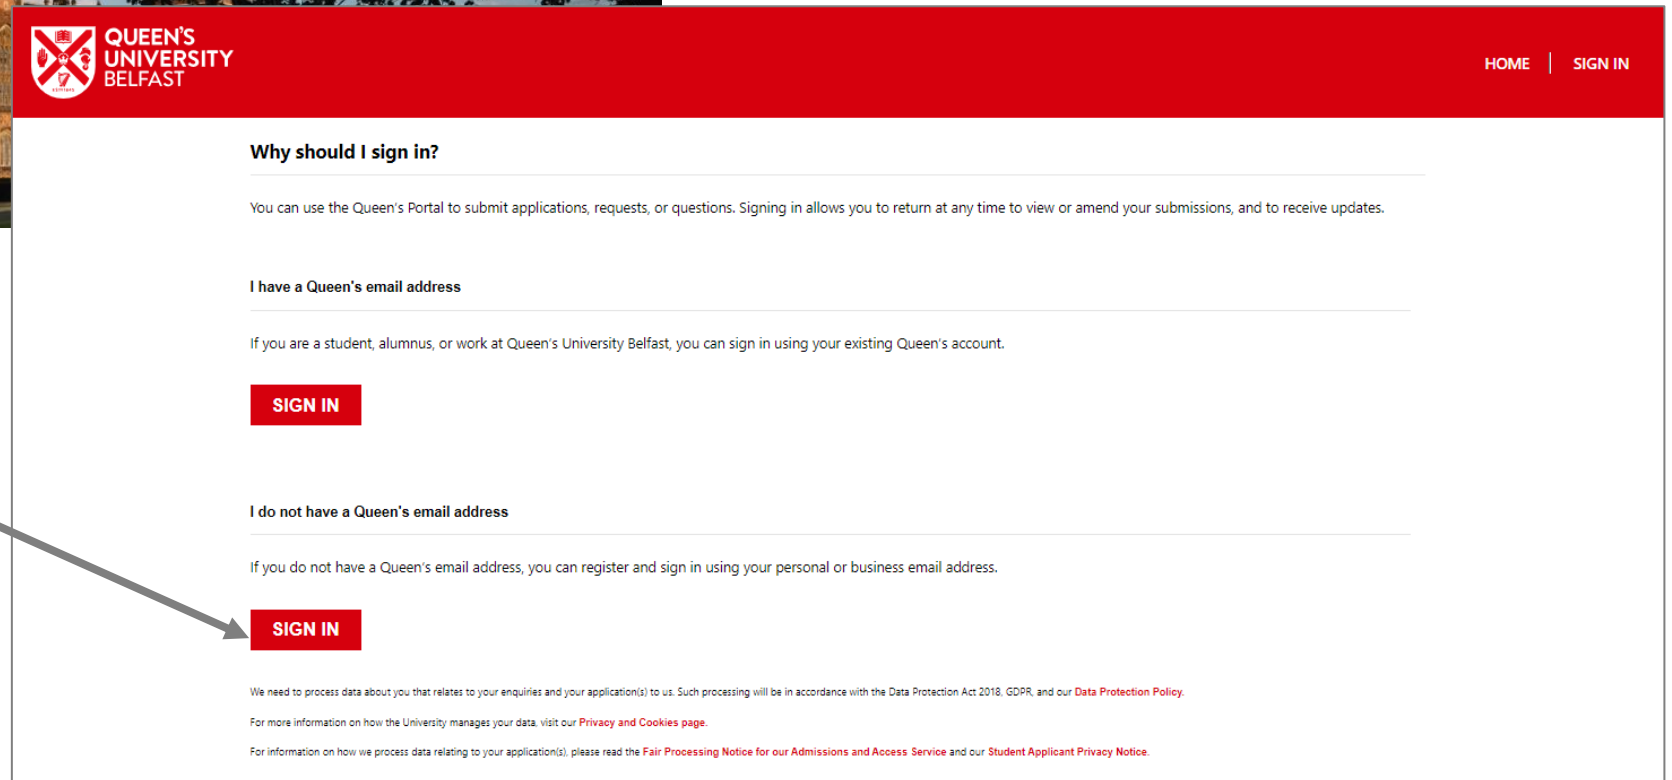 QUEEN'S
UNIVERSITY
BELFAST
HOME
SIGN IN
Why should I sign in?
You can use the Queen's Portal to submit applications, requests, or questions. Signing in allows you to return at any time to view or amend your submissions, and to receive updates.
I have a Queen's email address
If you are a student, alumnus, or work at Queen's University Belfast, you can sign in using your existing Queen's account.
SIGN IN
I do not have a Queen's email address
If you do not have a Queen's email address, you can register and sign in using your personal or business email address.
SIGN IN
We need to process data about you that relates to your enquiries and your application(s) to us. Such processing will be in accordance with the Data Protection Act 2018, GDPR, and our Data Protection Policy.
For more information on how the University manages your data, visit our Privacy and Cookies page.
For information on how we process data relating to your application(s), please read the Fair Processing Notice for our Admissions and Access Service and our Student Applicant Privacy Notice.